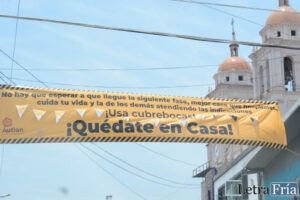 No hay que esperar a que llegue la siguiente fase, mejor
cuida tu vida y la de los demás atendiendo las indicaciones
¡Usa cubrebocas!
¡Quédate en Casa!
Autlán
LetraFría